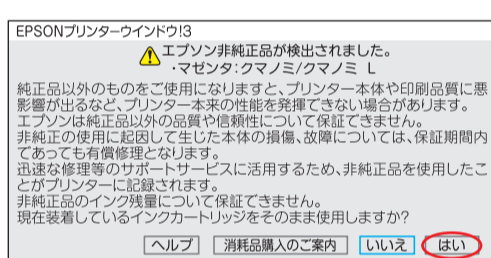 EPSONプリンターウインドウ!3
エプソン非純正品が検出されました。
・マゼンタ:クマノミ/クマノミ L
純正品以外のものをご使用になりますと、プリンター本体や印刷品質に悪
影響が出るなど、プリンター本来の性能を発揮できない場合があります。
エプソンは純正品以外の品質や信頼性について保証できません。
非純正の使用に起因して生じた本体の損傷、故障については、保証期間内
であっても有償修理となります。
迅速な修理等のサポートサービスに活用するため、非純正品を使用したこ
とがプリンターに記録されます。
非純正品のインク残量について保証できません。
現在装着しているインクカートリッジをそのまま使用しますか?
ヘルプ 消耗品購入のご案内 いいえ はい